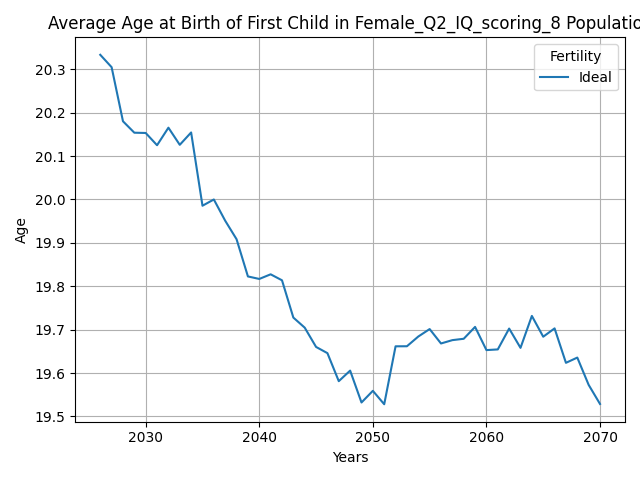 Average Age at Birth of First Child in Female_Q2_IQ_scoring_8 Populatio
Fertility
Ideal
Age
20.3
20.2
20.1
20.0
19.9
19.8
19.7
19.6
19.5
2030 2040 2050 2060 2070
Years